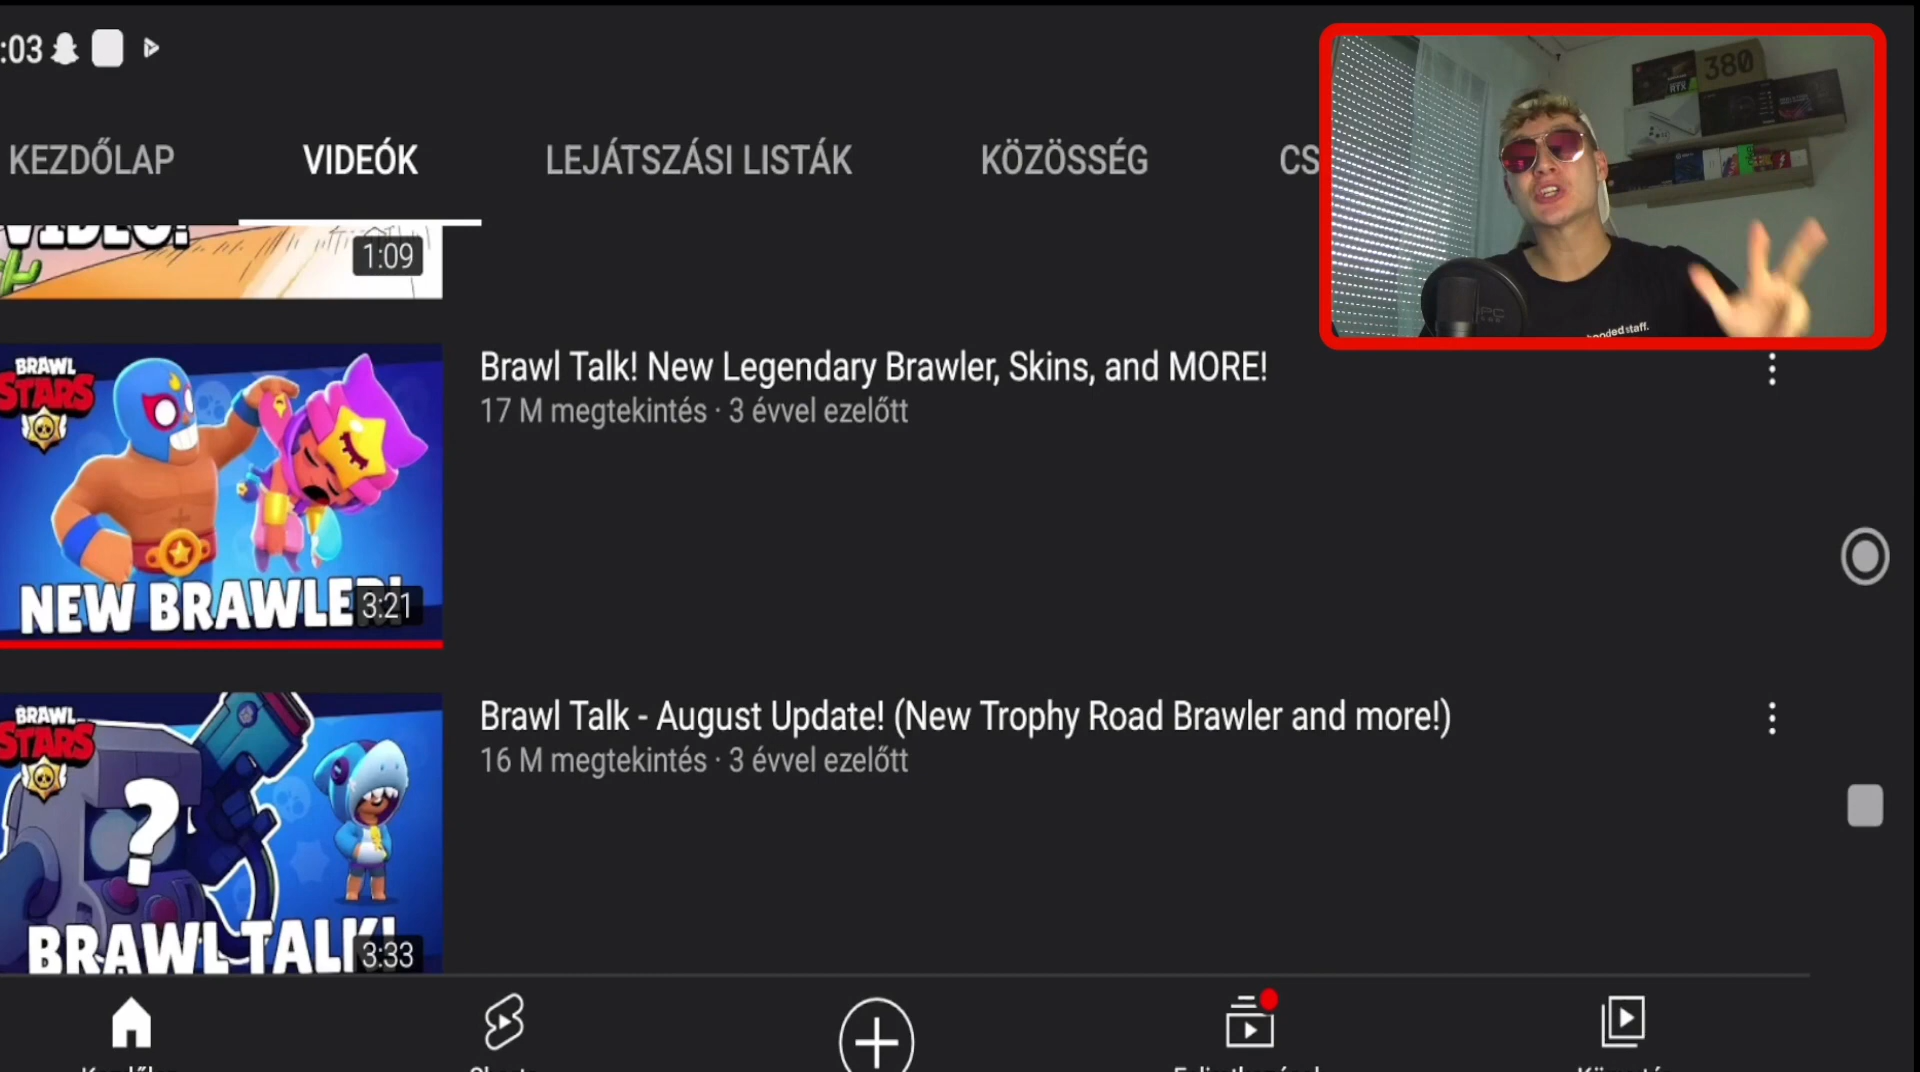 :03
380
KEZDŐLAP
VIDEÓK
LEJÁTSZÁSI LISTÁK
KÖZÖSSÉG
CS
VIDEO!
1:09
staff.
Brawl Talk! New Legendary Brawler, Skins, and MORE!
17 M megtekintés · 3 évvel ezelőtt
BRAWL
STARS
NEW BRAWLER!
3:21
Brawl Talk - August Update! (New Trophy Road Brawler and more!)
16 M megtekintés · 3 évvel ezelőtt
BRAWL
STARS
?
BRAWL TALK!
3:33